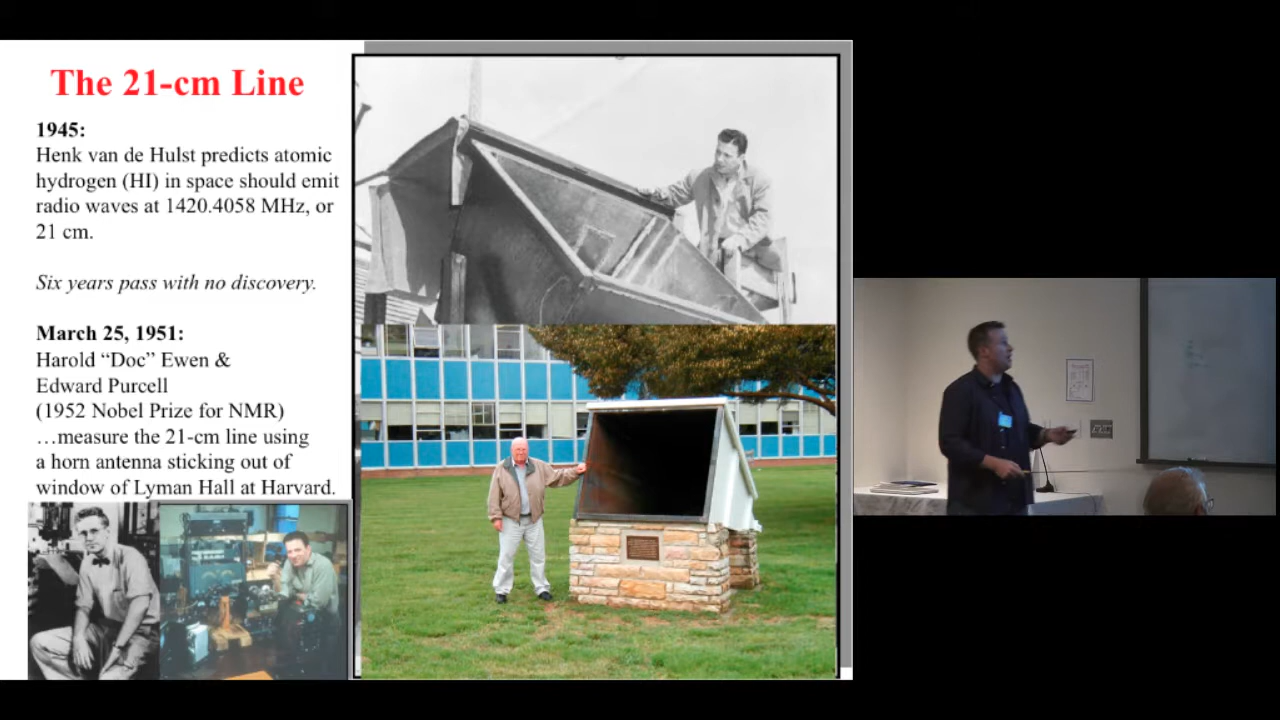 The 21-cm Line
1945:
Henk van de Hulst predicts atomic
hydrogen (HI) in space should emit
radio waves at 1420.4058 MHz, or
21 cm.
Six years pass with no discovery.
March 25, 1951:
Harold “Doc” Ewen &
Edward Purcell
(1952 Nobel Prize for NMR)
…measure the 21-cm line using
a horn antenna sticking out of
window of Lyman Hall at Harvard.